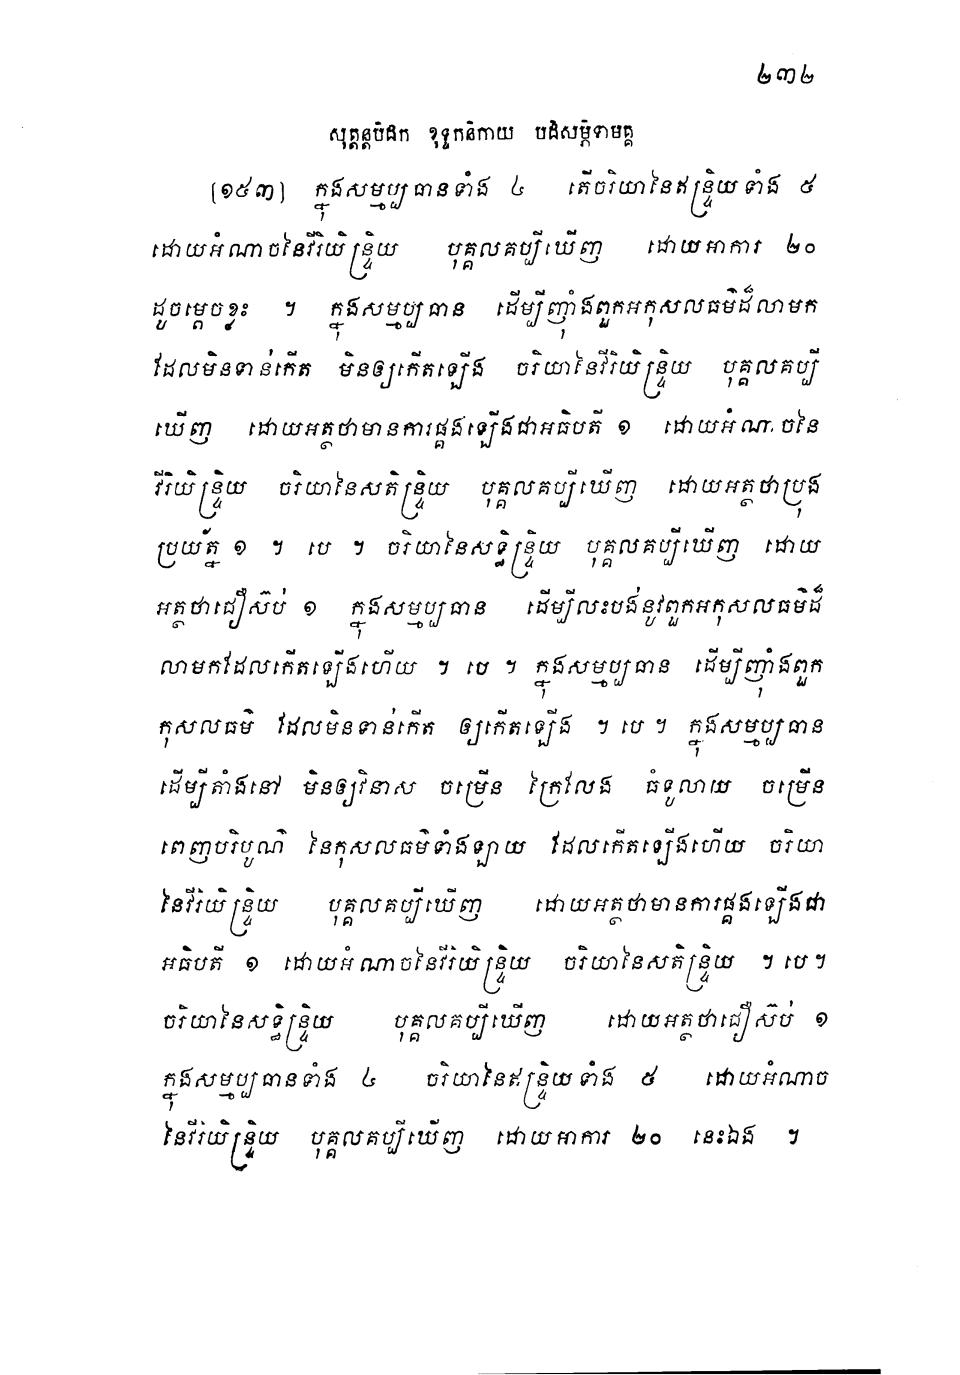 ២៣២
សុត្តន្តបិដក ខុទ្ទកនិកាយ បដិសម្ភិទាមគ្គ
[១៥៣] ក្នុងសម្មប្បធានទាំង ៤ តើចរិយានៃឥន្ទ្រិយទាំង ៥
ដោយអំណាចនៃវីរិយិន្ទ្រិយ បុគ្គលគប្បីឃើញ ដោយអាការ ២០
ដូចម្តេចខ្លះ ។ ក្នុងសម្មប្បធាន ដើម្បីញ៉ាំងពួកអកុសលធម៌ដ៏លាមក
ដែលមិនទាន់កើត មិនឲ្យកើតឡើង ចរិយានៃវីរិយិន្ទ្រិយ បុគ្គលគប្បី
ឃើញ ដោយអត្ថថាមានការផ្គងឡើងជាអធិបតី ១ ដោយអំណាចនៃ
វីរិយិន្ទ្រិយ ចរិយានៃសតិន្ទ្រិយ បុគ្គលគប្បីឃើញ ដោយអត្ថថាប្រុង
ប្រយ័ត្ន ១ ។ បេ ។ ចរិយានៃសទ្ធិន្ទ្រិយ បុគ្គលគប្បីឃើញ ដោយ
អត្ថថាជឿស៊ប់ ១ ក្នុងសម្មប្បធាន ដើម្បីលះបង់នូវពួកអកុសលធម៌ដ៏
លាមកដែលកើតឡើងហើយ ។ បេ ។ ក្នុងសម្មប្បធាន ដើម្បីញ៉ាំងពួក
កុសលធម៌ ដែលមិនទាន់កើត ឲ្យកើតឡើង ។ បេ ។ ក្នុងសម្មប្បធាន
ដើម្បីតាំងនៅ មិនឲ្យវិនាស ចម្រើន ក្រៃលែង ធំទូលាយ ចម្រើន
ពេញបរិបូណ៌ នៃកុសលធម៌ទាំងឡាយ ដែលកើតឡើងហើយ ចរិយា
នៃវីរិយិន្ទ្រិយ បុគ្គលគប្បីឃើញ ដោយអត្ថថាមានការផ្គងឡើងជា
អធិបតី ១ ដោយអំណាចនៃវីរិយិន្ទ្រិយ ចរិយានៃសតិន្ទ្រិយ ។ បេ ។
ចរិយានៃសទ្ធិន្ទ្រិយ បុគ្គលគប្បីឃើញ ដោយអត្ថថាជឿស៊ប់ ១
ក្នុងសម្មប្បធានទាំង ៤ ចរិយានៃឥន្ទ្រិយទាំង ៥ ដោយអំណាច
នៃវីរិយិន្ទ្រិយ បុគ្គលគប្បីឃើញ ដោយអាការ ២០ នេះឯង ។